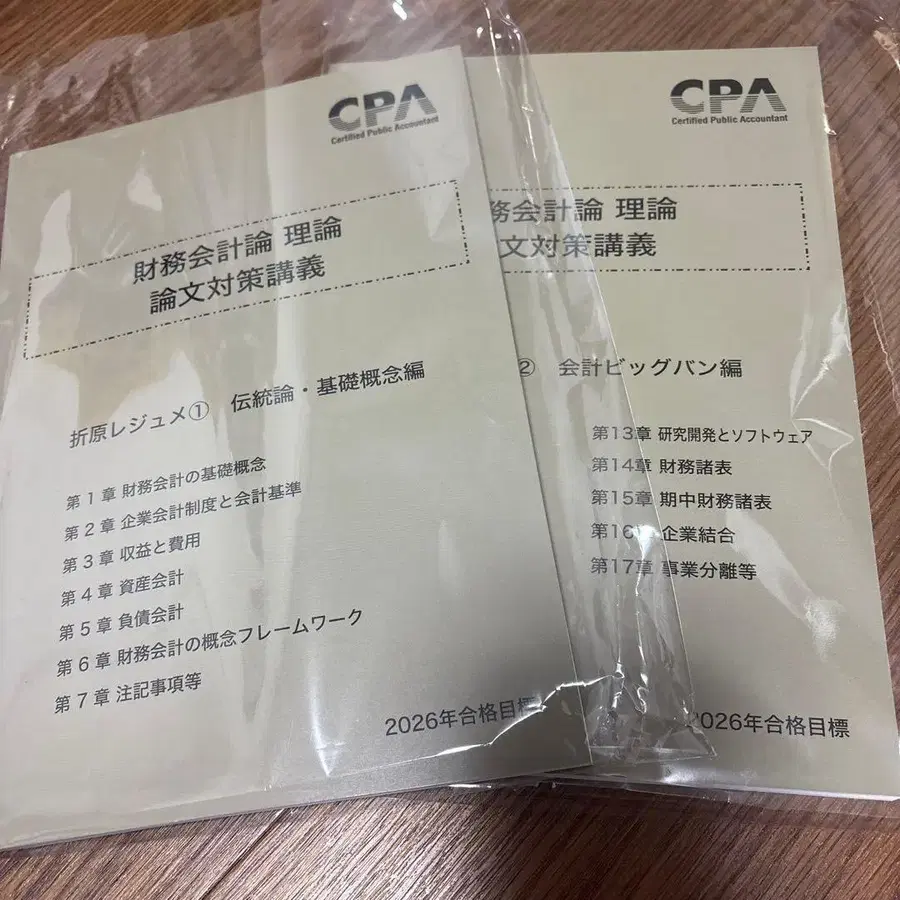 CPA
Certified Public Accountant
財務会計論 理論
論文対策講義
折原レジュメ① 伝統論・基礎概念編
第1章 財務会計の基礎概念
第2章 企業会計制度と会計基準
第3章 収益と費用
第4章 資産会計
第5章 負債会計
第6章 財務会計の概念フレームワーク
第7章 注記事項等
2026年合格目標
CPA
Certified Public Accountant
務会計論 理論
文対策講義
② 会計ビッグバン編
第13章 研究開発とソフトウェア
第14章 財務諸表
第15章 期中財務諸表
第16章 企業結合
第17章 事業分離等
2026年合格目標